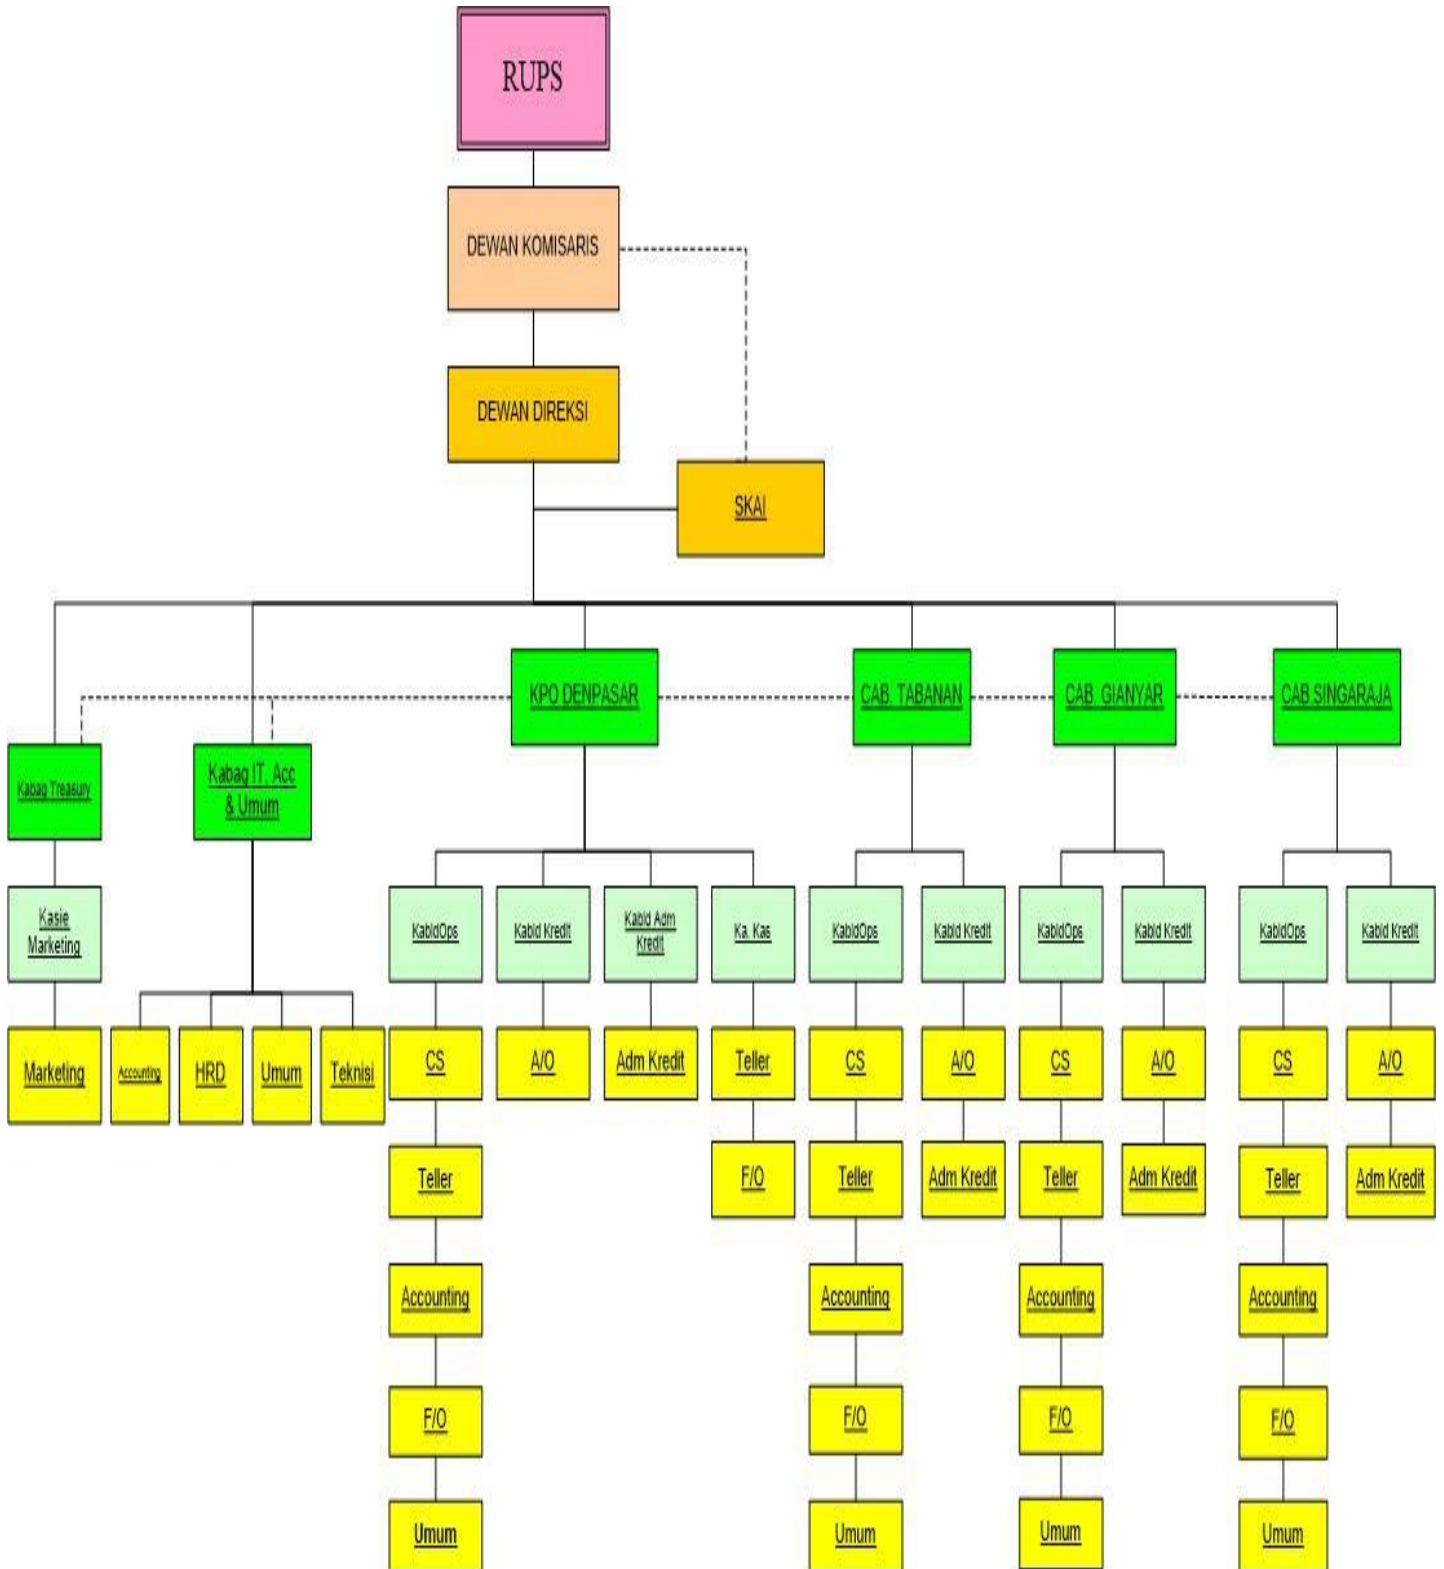 RUPS
DEWAN KOMISARIS
DEWAN DIREKSI
SKAI
KPO DENPASAR
CAB. TABANAN
CAB. GIANYAR
CAB.SINGARAJA
Kabag Treasury
Kabag IT, Acc
& Umum
Kasie
Marketing
KabidOps
Kabid Kredit
Kabid Adm
Kredit
Ka. Kas
KabidOps
Kabid Kredit
KabidOps
Kabid Kredit
KabidOps
Kabid Kredit
Marketing
Accounting
HRD
Umum
Teknisi
CS
A/O
Adm Kredit
Teller
CS
A/O
CS
A/O
CS
A/O
Teller
F/O
Teller
Adm Kredit
Teller
Adm Kredit
Teller
Adm Kredit
Accounting
Accounting
Accounting
Accounting
F/O
F/O
F/O
F/O
Umum
Umum
Umum
Umum